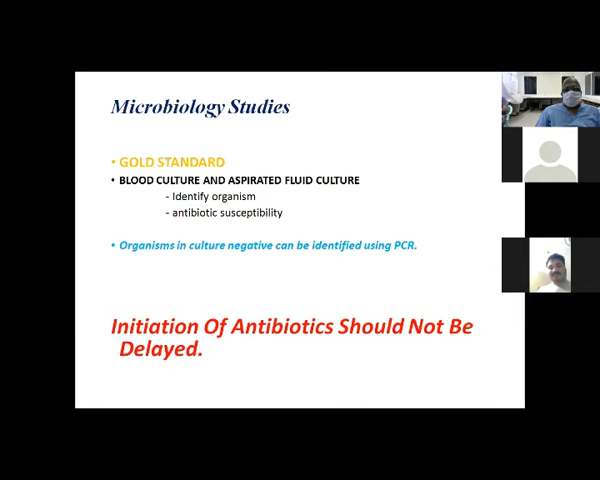 Microbiology Studies
• GOLD STANDARD
• BLOOD CULTURE AND ASPIRATED FLUID CULTURE
- Identify organism
- antibiotic susceptibility
• Organisms in culture negative can be identified using PCR.
Initiation Of Antibiotics Should Not Be
Delayed.